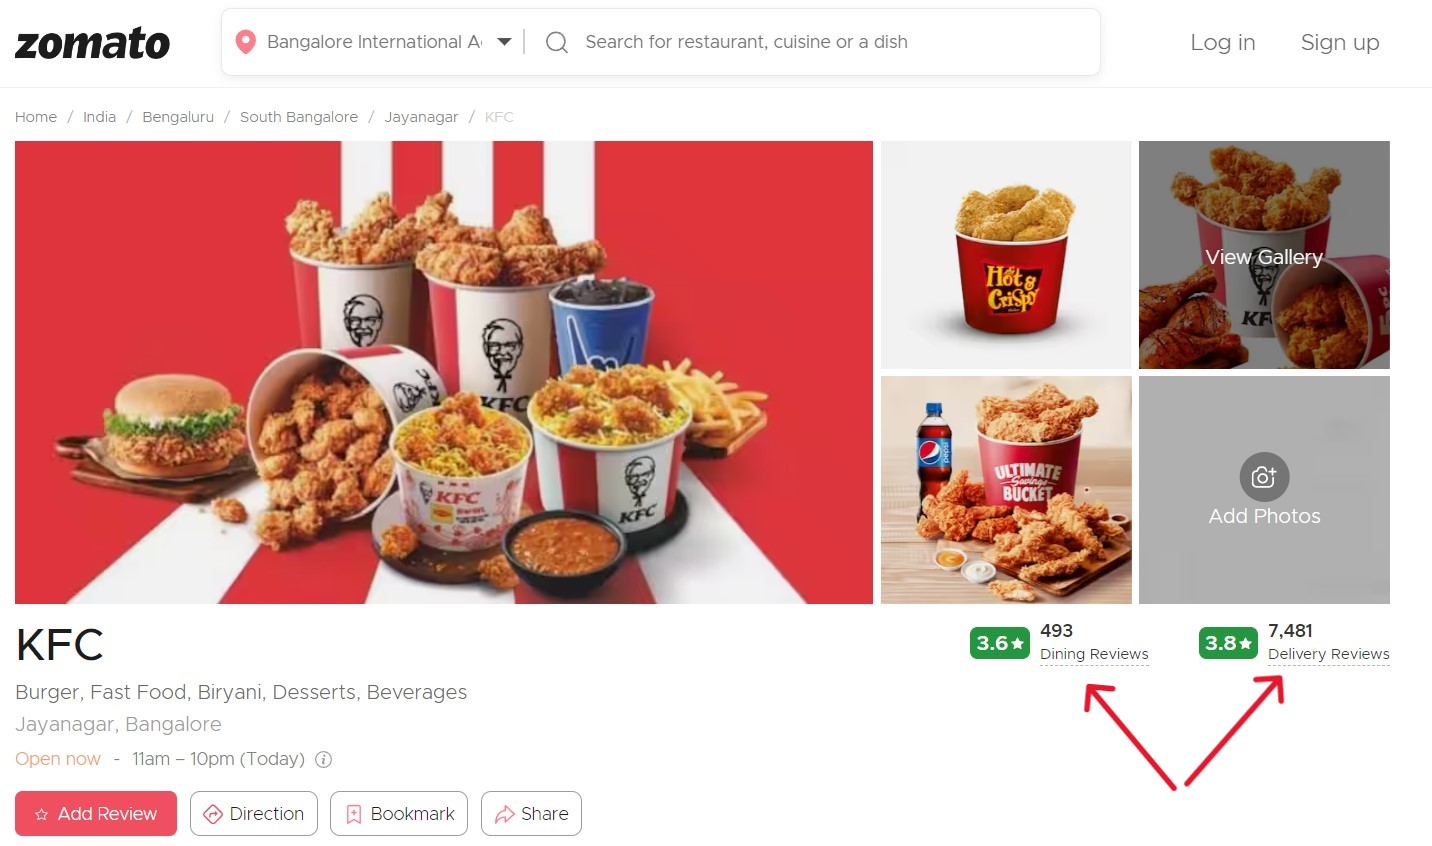 zomato
Bangalore International A
Search for restaurant, cuisine or a dish
Log in
Sign up
Home / India / Bengaluru / South Bangalore / Jayanagar / KFC
KFC
KFC
KFC
Hot &
Crispy
View Gallery
KFC
pepsi
ULTIMATE
Savings
BUCKET
Add Photos
KFC
3.6
493
Dining Reviews
3.8
7,481
Delivery Reviews
Burger, Fast Food, Biryani, Desserts, Beverages
Jayanagar, Bangalore
Open now - 11am – 10pm (Today)
Add Review
Direction
Bookmark
Share